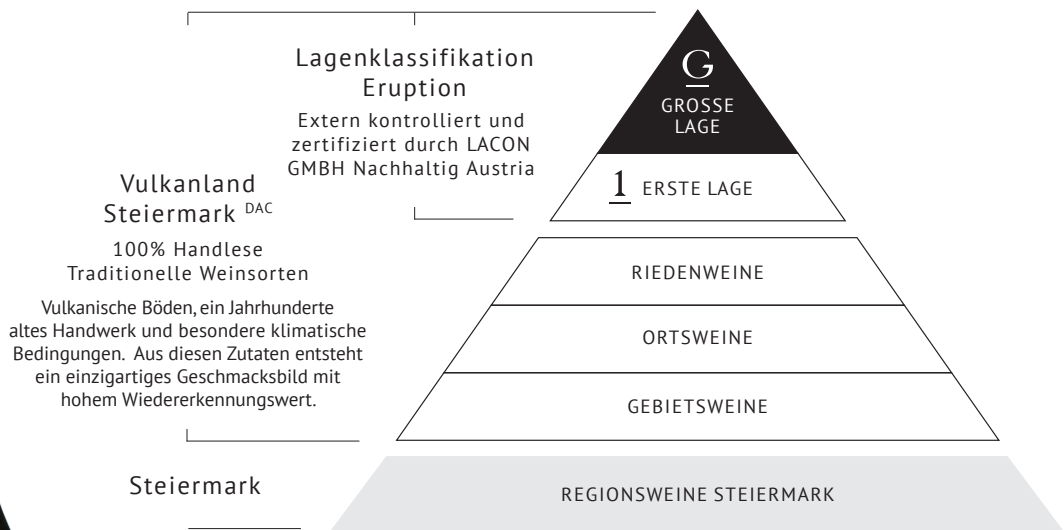 Lagenklassifikation
Eruption
Extern kontrolliert und
zertifiziert durch LACON
GMBH Nachhaltig Austria
Vulkanland
Steiermark DAC
100% Handlese
Traditionelle Weinsorten
Vulkanische Böden, ein Jahrhunderte
altes Handwerk und besondere klimatische
Bedingungen. Aus diesen Zutaten entsteht
ein einzigartiges Geschmacksbild mit
hohem Wiedererkennungswert.
Steiermark
G
GROSSE
LAGE
1 ERSTE LAGE
RIEDENWEINE
ORTSWEINE
GEBIETSWEINE
REGIONSWEINE STEIERMARK